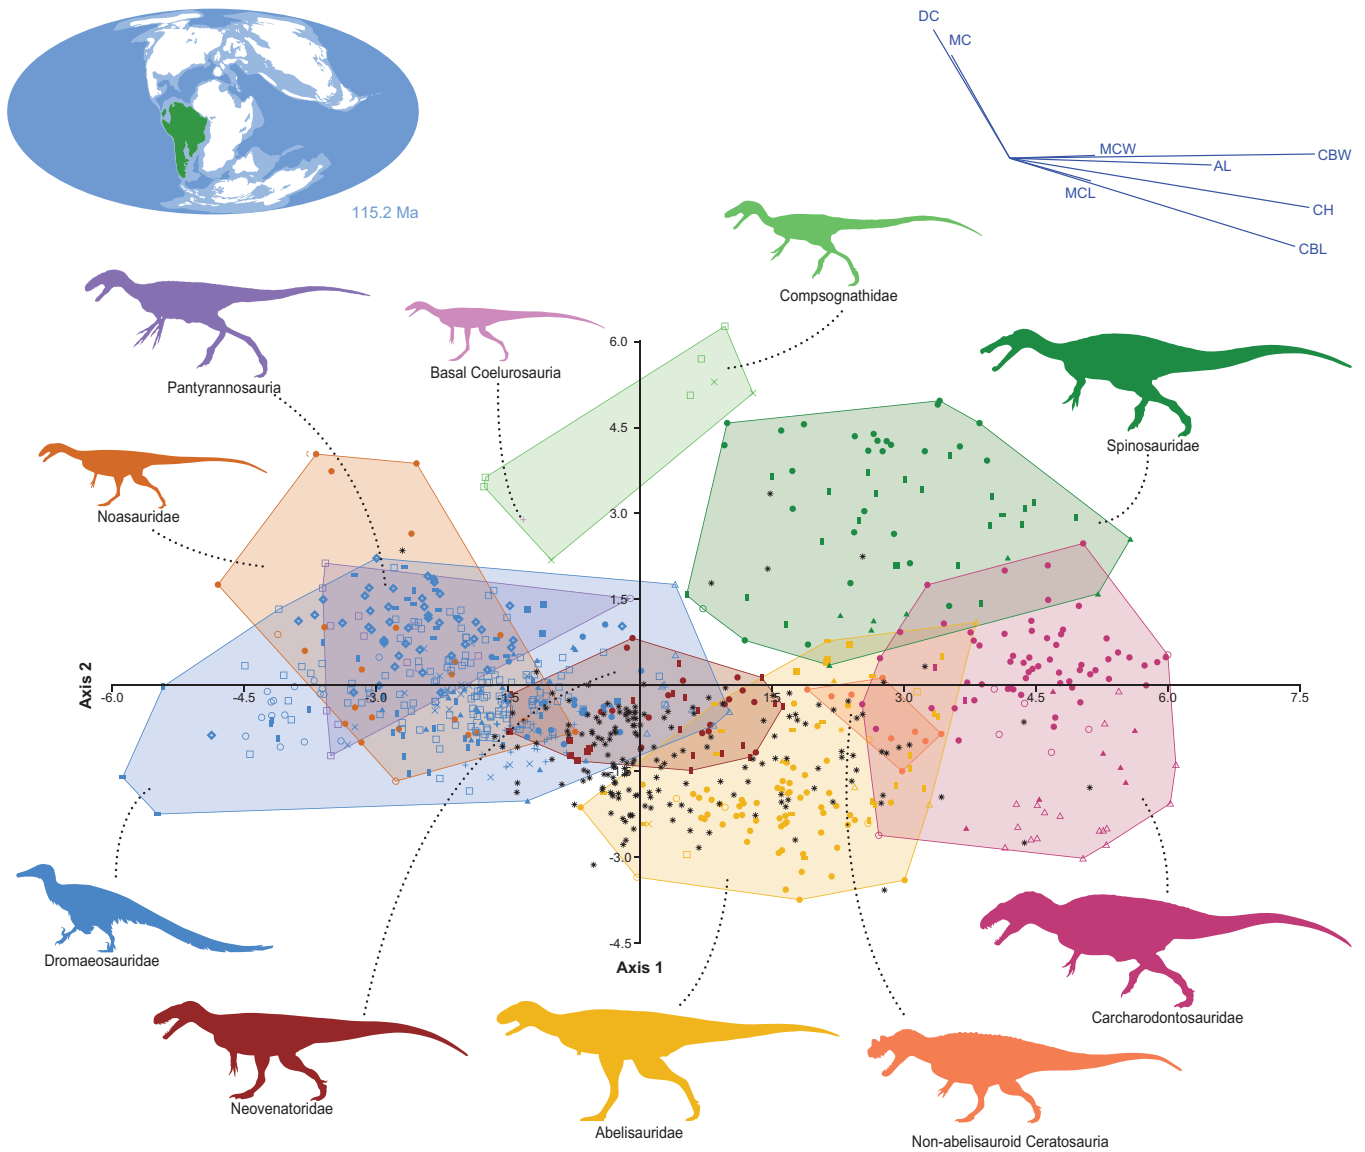 DC
MC
MCW
CBW
AL
MCL
CH
CBL
115.2 Ma
Compsognathidae
Pantyrannosauria
Basal Coelurosauria
Spinosauridae
Noasauridae
6.0
4.5
3.0
1.5
Axis 2
-6.0
-4.5
-3.0
-1.5
1.5
3.0
4.5
6.0
7.5
-1.5
-3.0
-4.5
Axis 1
Dromaeosauridae
Carcharodontosauridae
Neovenatoridae
Abelisauridae
Non-abelisauroid Ceratosauria